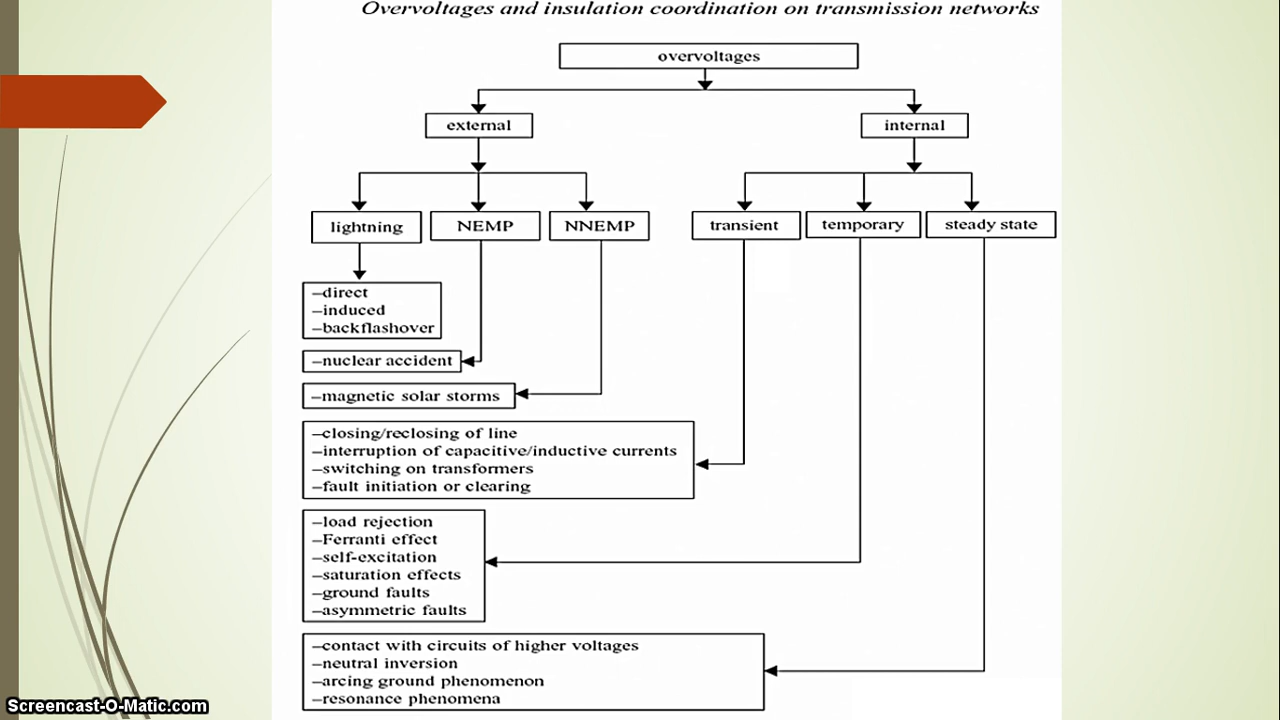 Overvoltages and insulation coordination on transmission networks
overvoltages
external
internal
lightning
NEMP
NNEMP
transient
temporary
steady state
–direct
–induced
–backflashover
–nuclear accident
–magnetic solar storms
–closing/reclosing of line
–interruption of capacitive/inductive currents
–switching on transformers
–fault initiation or clearing
–load rejection
–Ferranti effect
–self-excitation
–saturation effects
–ground faults
–asymmetric faults
–contact with circuits of higher voltages
–neutral inversion
–arcing ground phenomenon
–resonance phenomena
Screencast-O-Matic.com